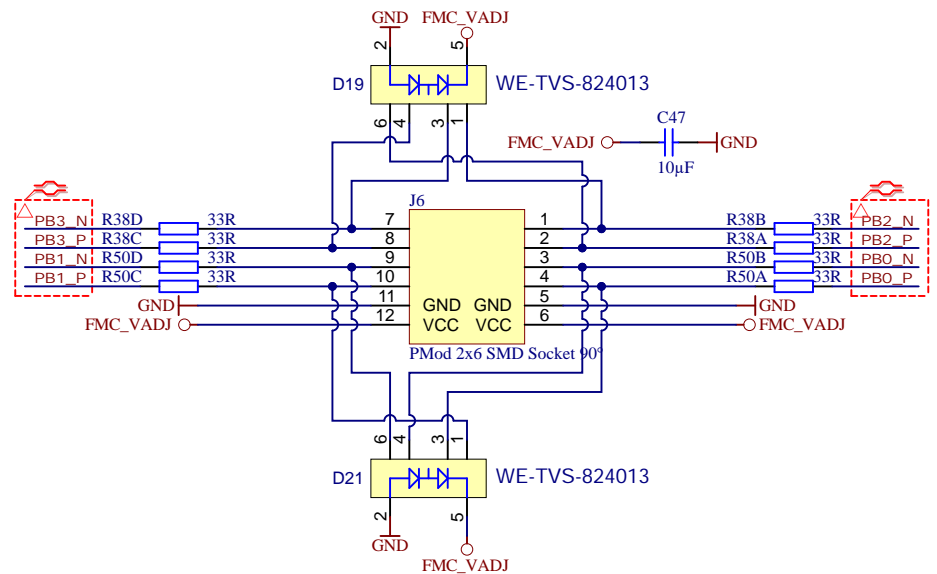 GND FMC_VADJ
2 5
D19 WE-TVS-824013
6 4 3 1
C47
FMC_VADJ GND
10µF
J6
PB3_N R38D 33R 7 1 R38B 33R PB2_N
PB3_P R38C 33R 8 2 R38A 33R PB2_P
PB1_N R50D 33R 9 3 R50B 33R PB0_N
PB1_P R50C 33R 10 4 R50A 33R PB0_P
GND 11 GND GND 5 GND
FMC_VADJ 12 VCC VCC 6 FMC_VADJ
PMod 2x6 SMD Socket 90°
6 4 3 1
D21 WE-TVS-824013
2 5
GND
FMC_VADJ